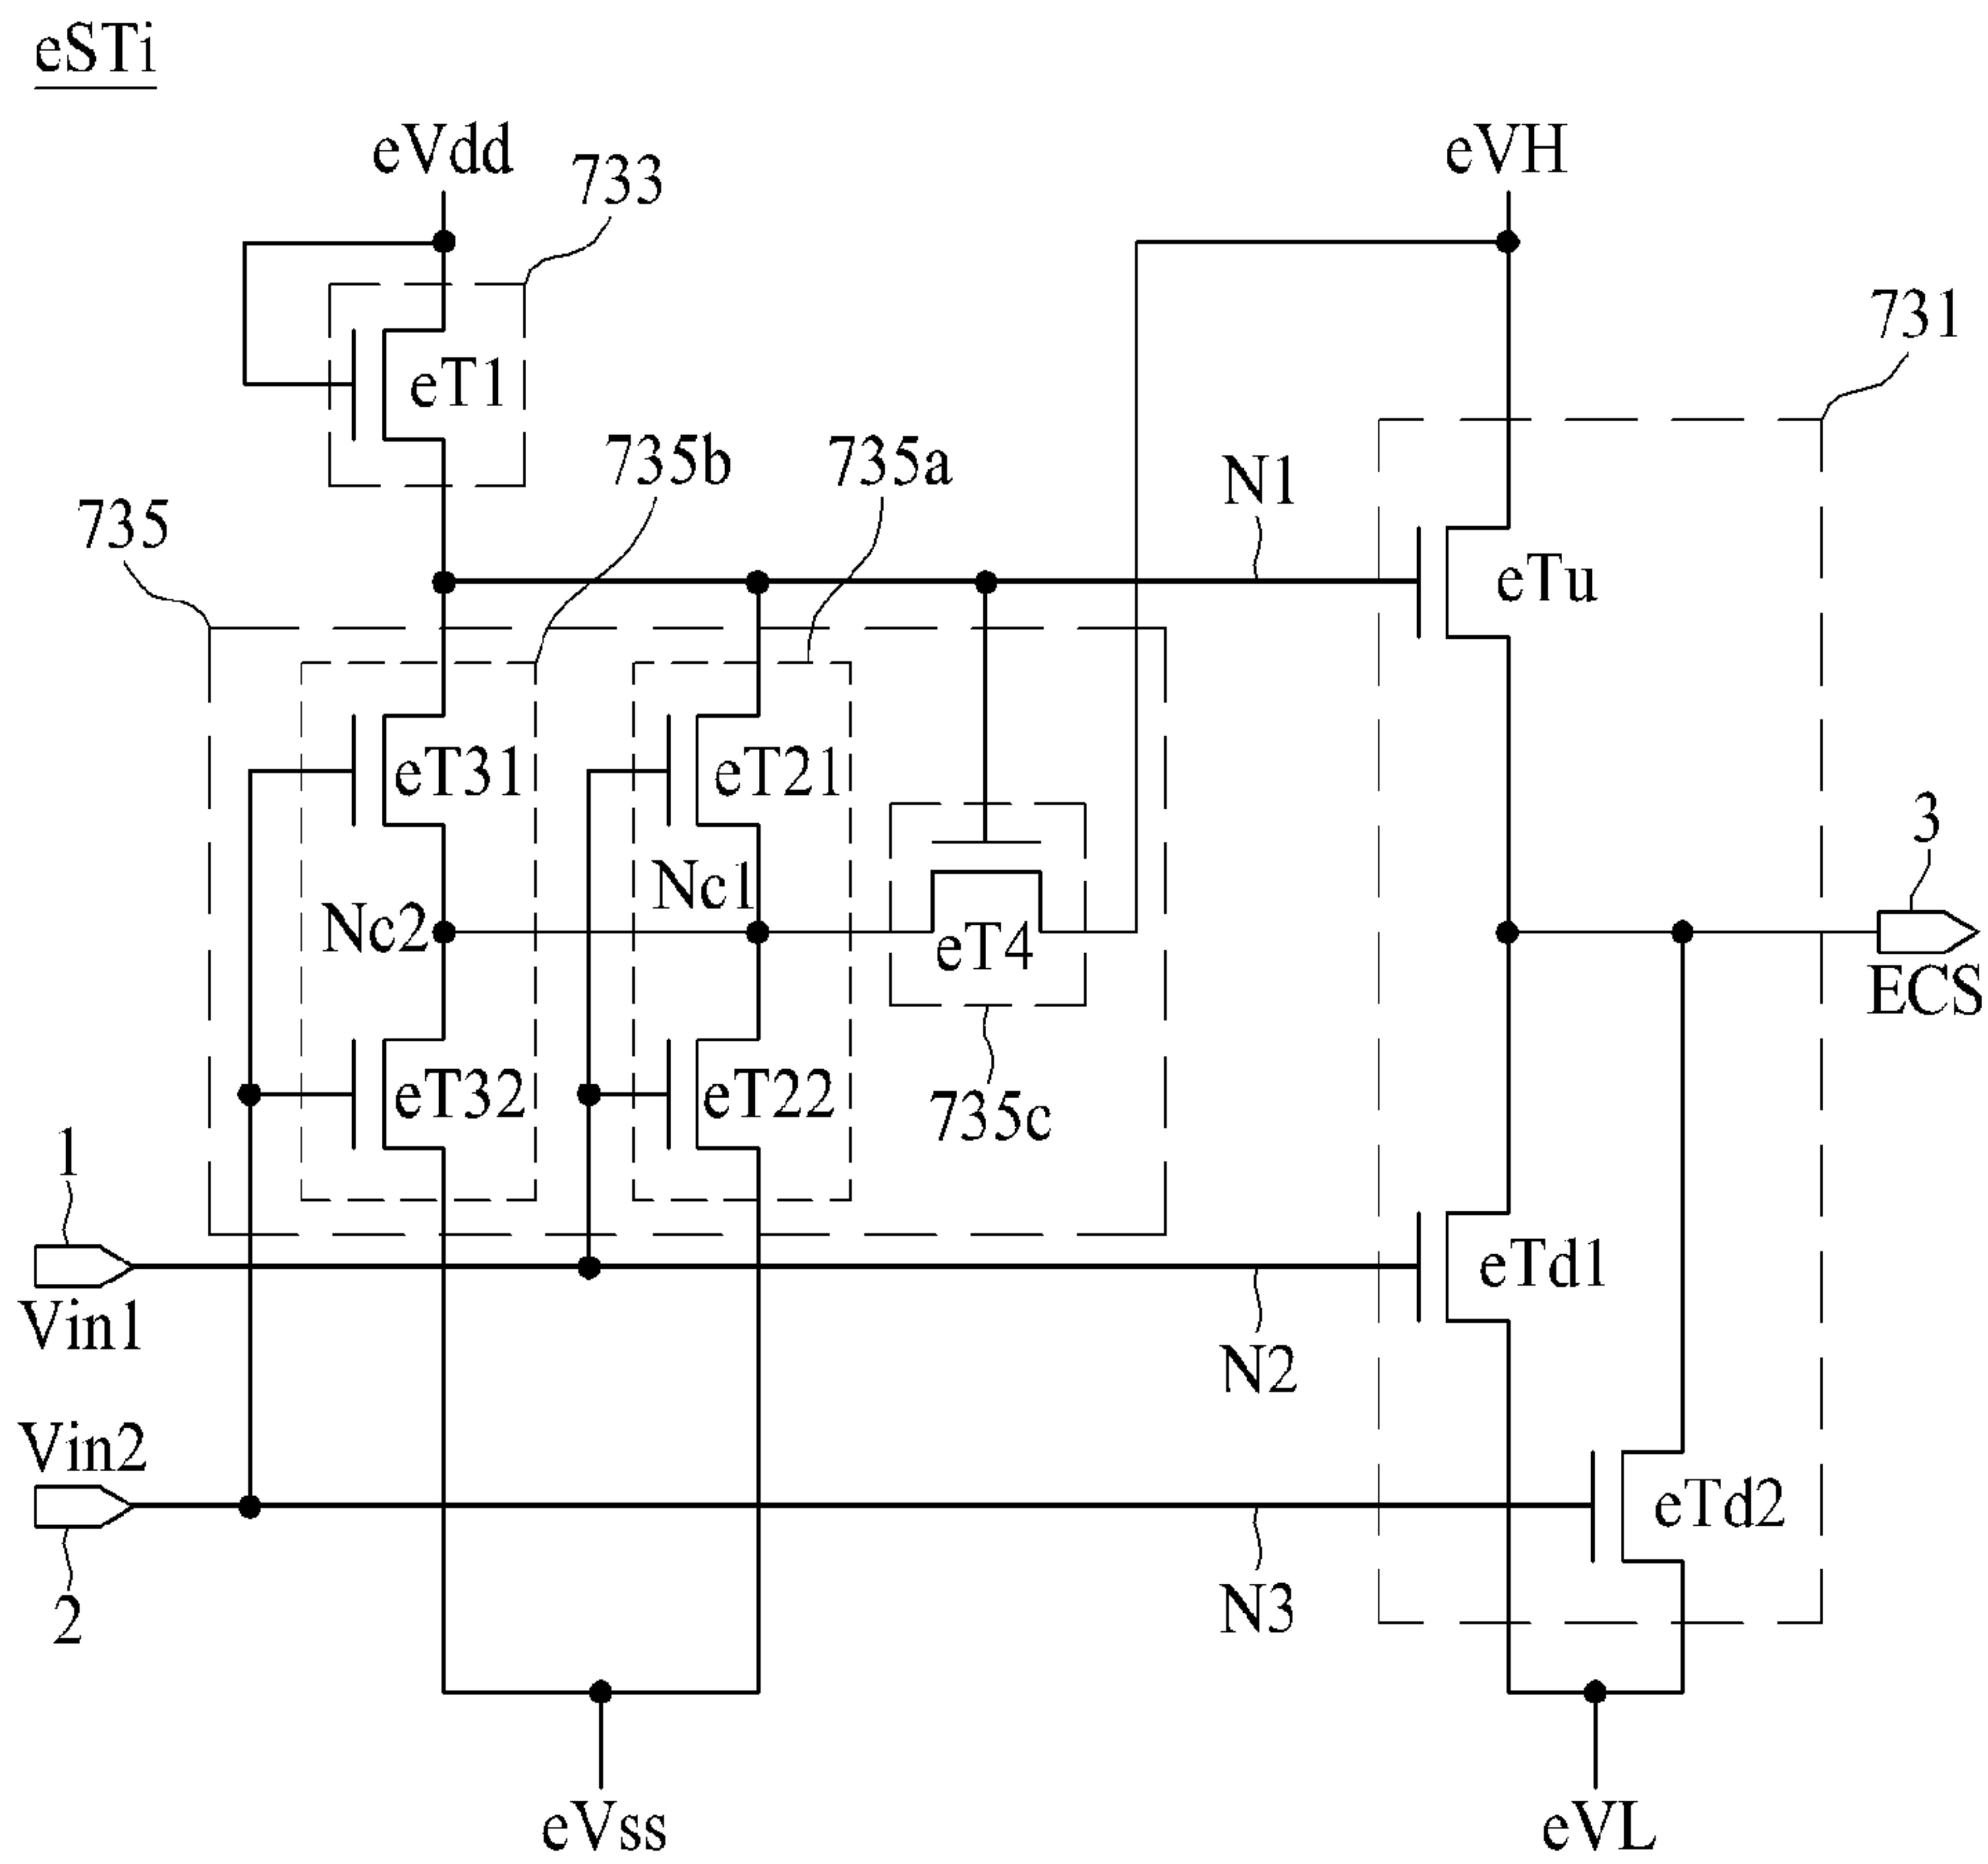 eSTi
eVdd
733
eVH
731
eT1
735b
735a
N1
735
eTu
eT31
eT21
3
Nc1
Nc2
eT4
ECS
eT32
eT22
735c
1
eTd1
Vin1
N2
Vin2
eTd2
2
N3
eVss
eVL